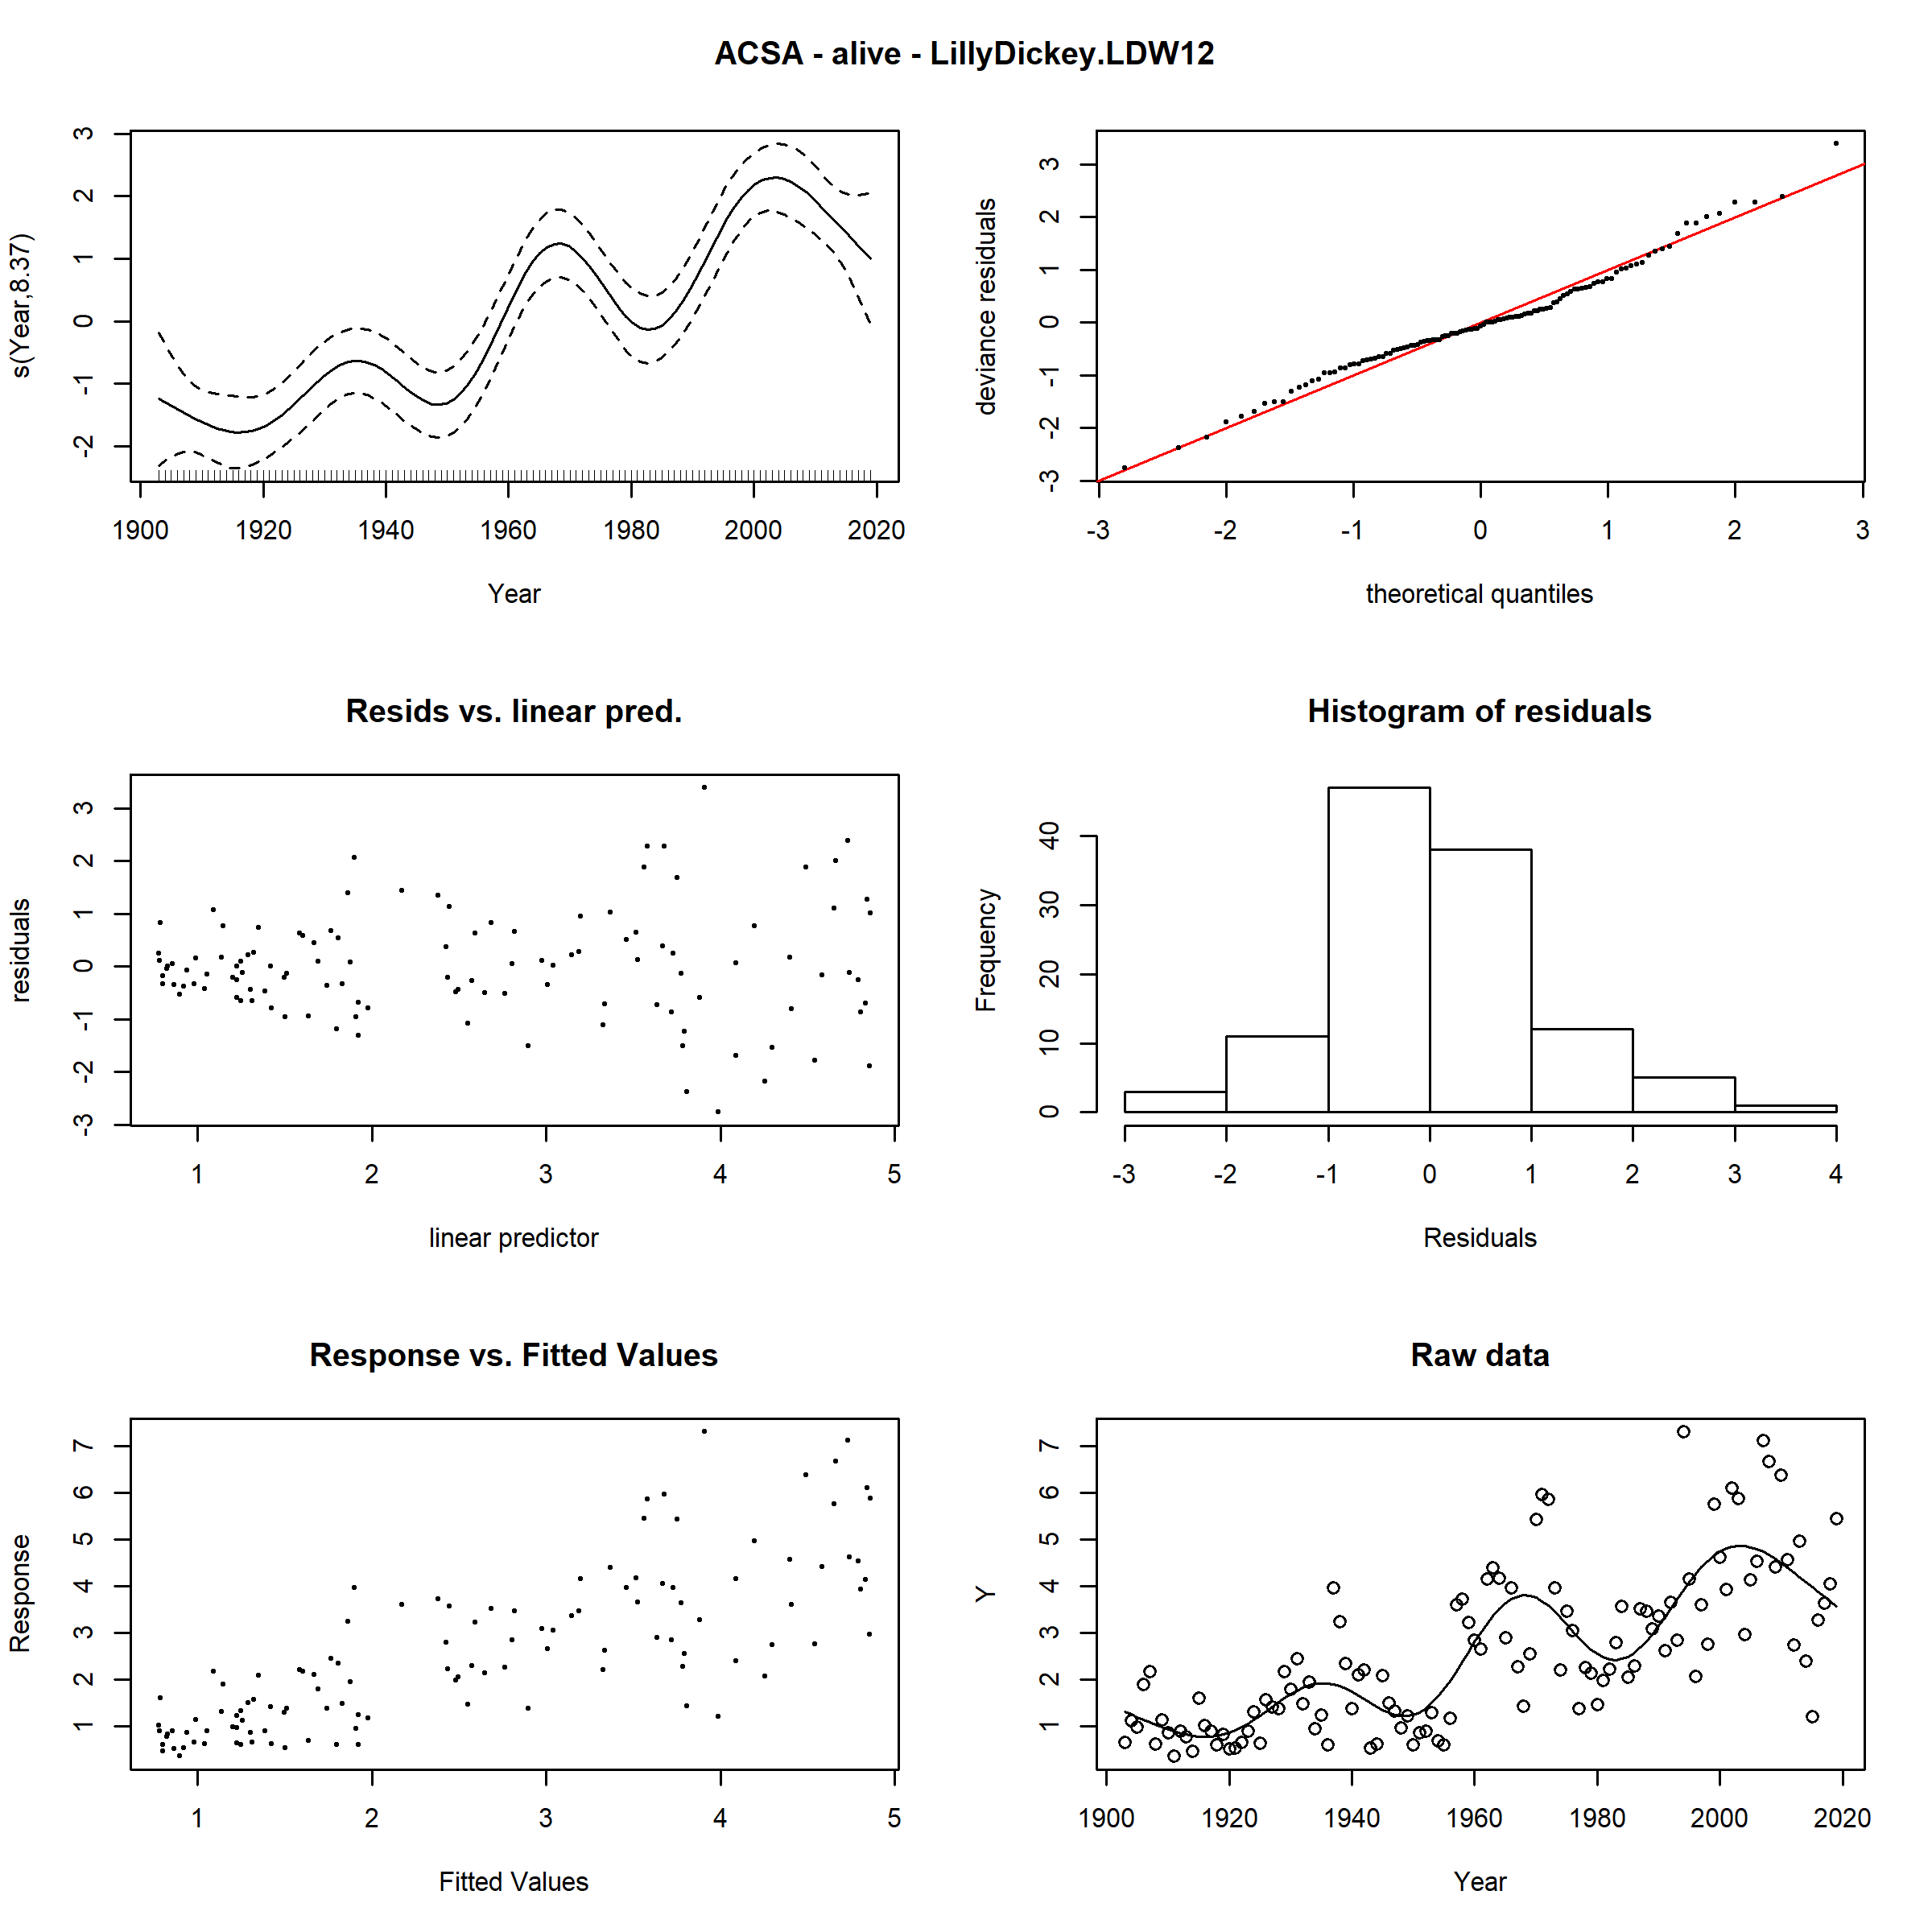 ACSA - alive - LillyDickey.LDW12
s(Year,8.37)
3
2
1
0
-1
-2
1900 1920 1940 1960 1980 2000 2020
Year
deviance residuals
3
2
1
0
-1
-2
-3
-3 -2 -1 0 1 2 3
theoretical quantiles
Resids vs. linear pred.
residuals
3
2
1
0
-1
-2
-3
1 2 3 4 5
linear predictor
Histogram of residuals
Frequency
40
30
20
10
0
-3 -2 -1 0 1 2 3 4
Residuals
Response vs. Fitted Values
Response
7
6
5
4
3
2
1
1 2 3 4 5
Fitted Values
Raw data
Y
7
6
5
4
3
2
1
1900 1920 1940 1960 1980 2000 2020
Year